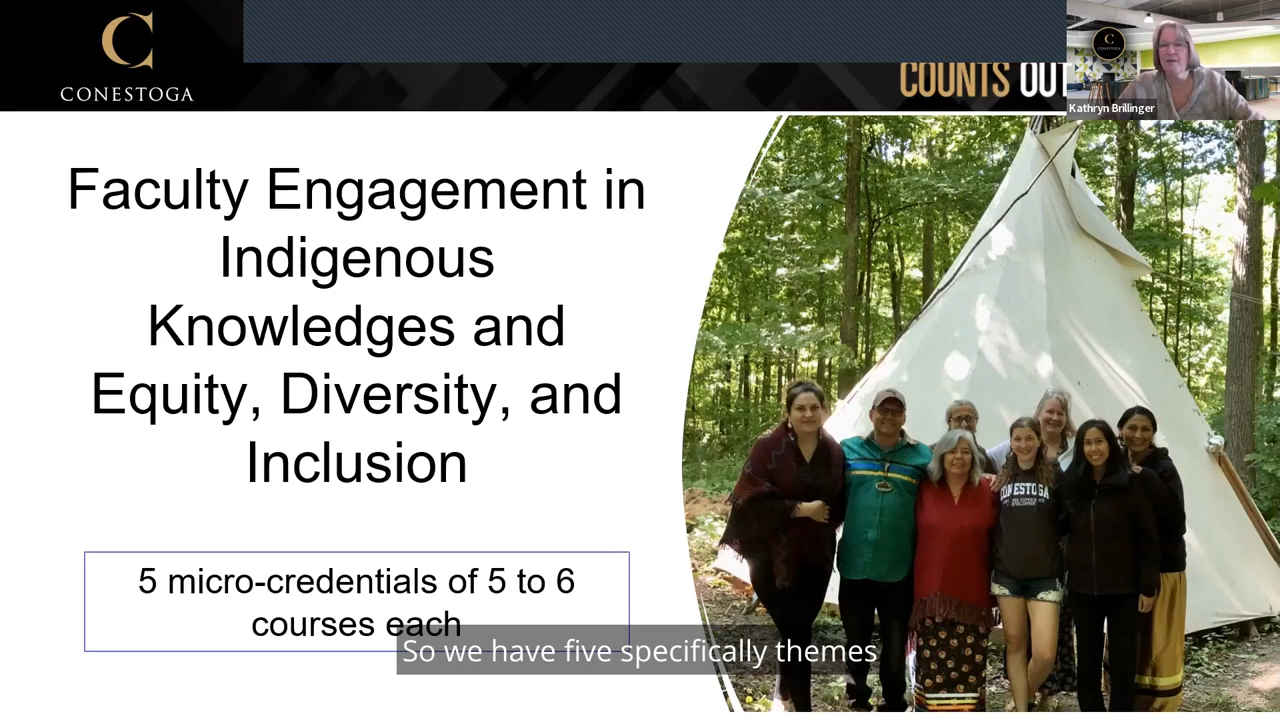 CONESTOGA
COUNTS OUT
C
CONESTOGA
Kathryn Brillinger
Faculty Engagement in
Indigenous
Knowledges and
Equity, Diversity, and
Inclusion
CONESTOGA
5 micro-credentials of 5 to 6
courses each
So we have five specifically themes